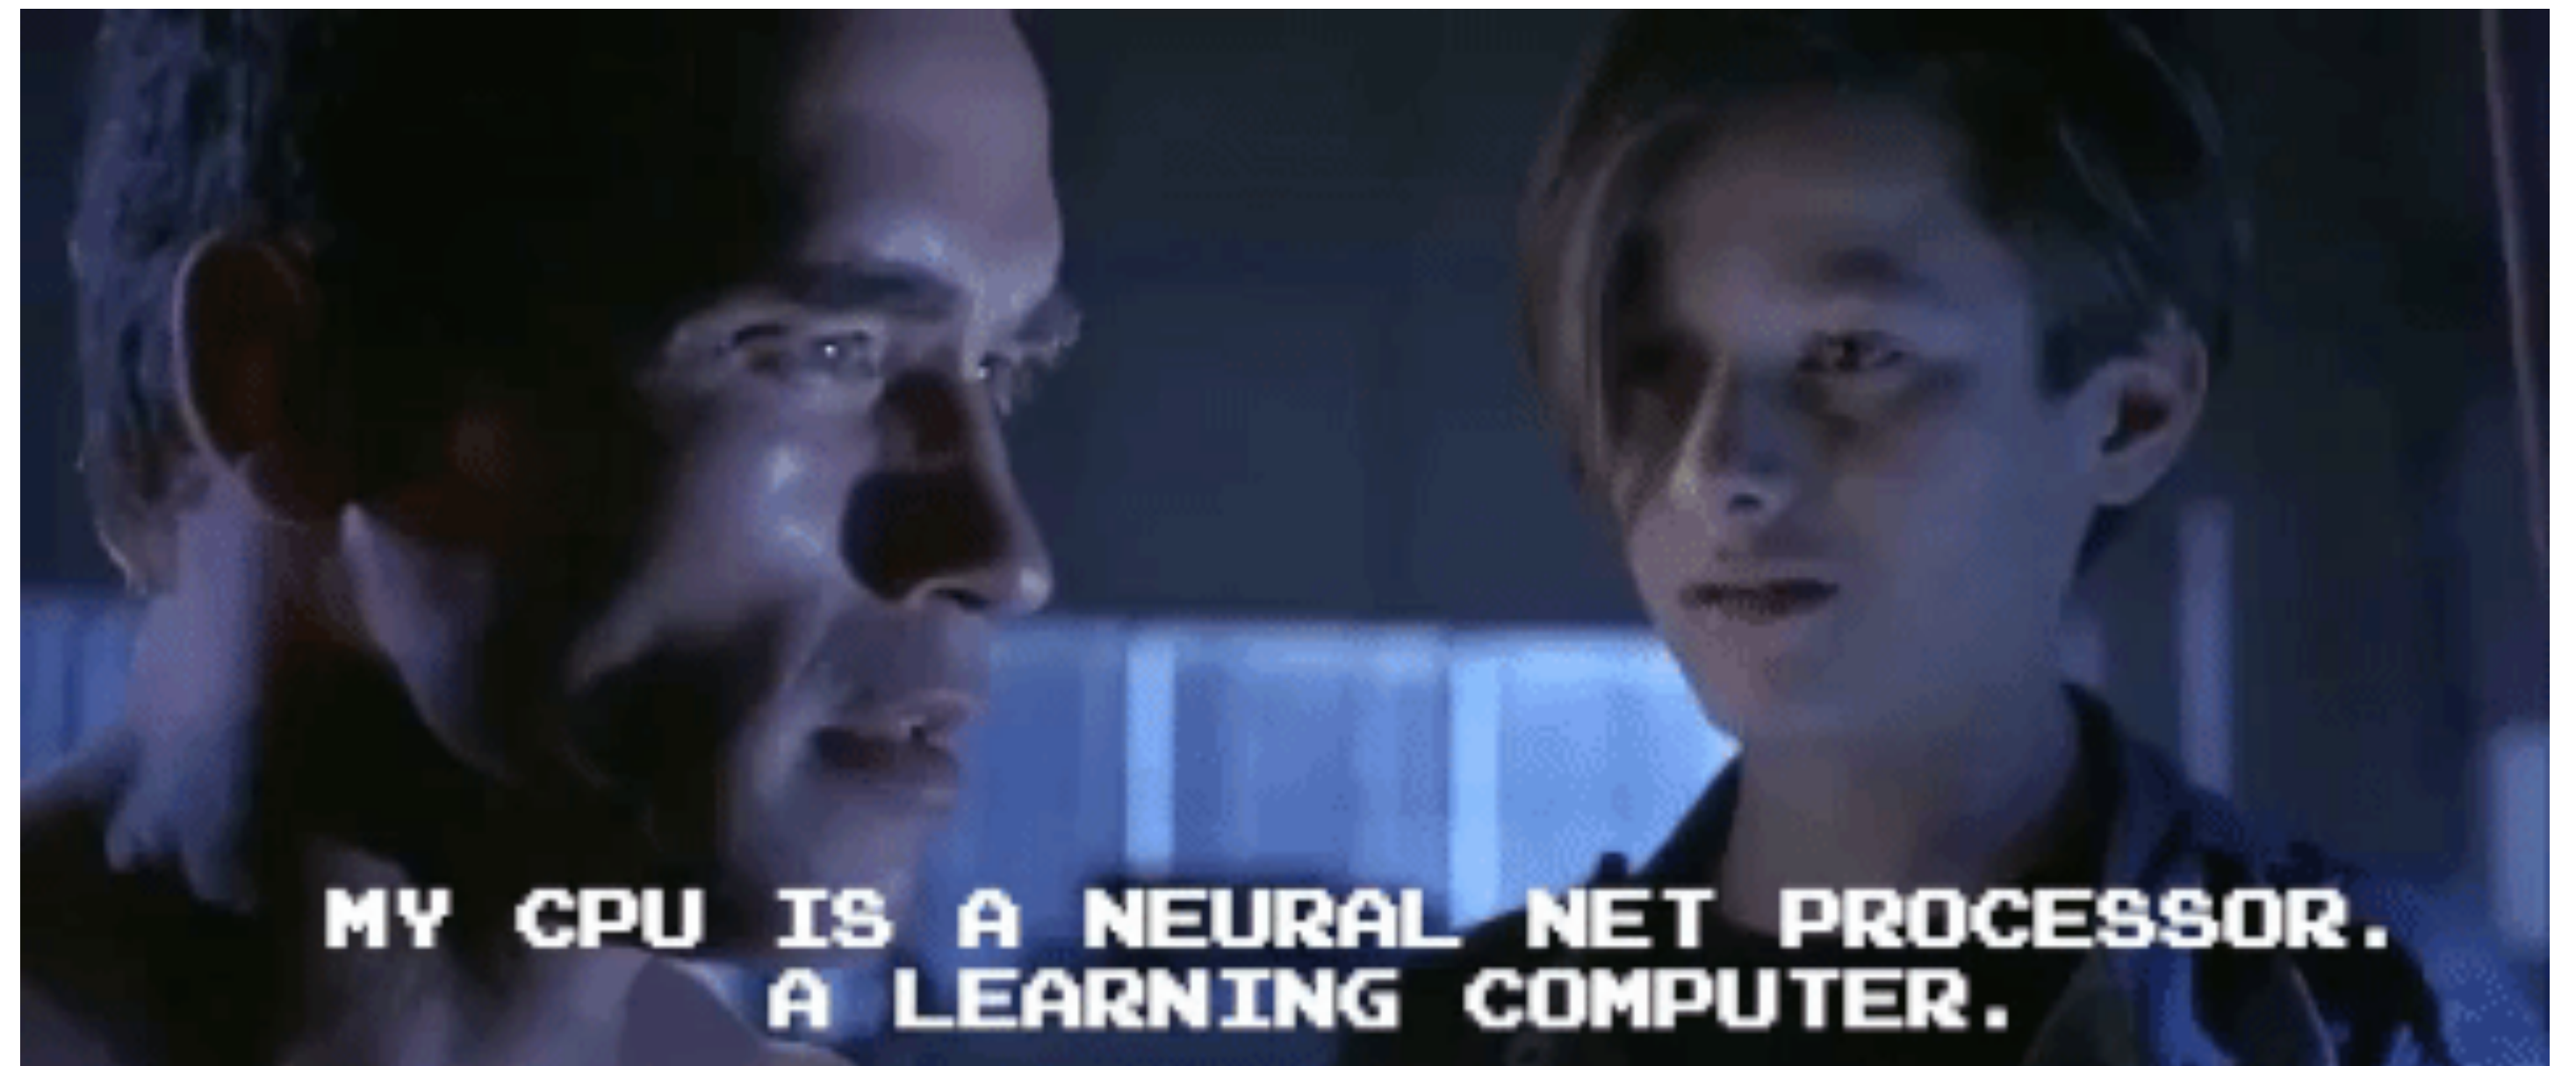 MY CPU IS A NEURAL NET PROCESSOR.
A LEARNING COMPUTER.